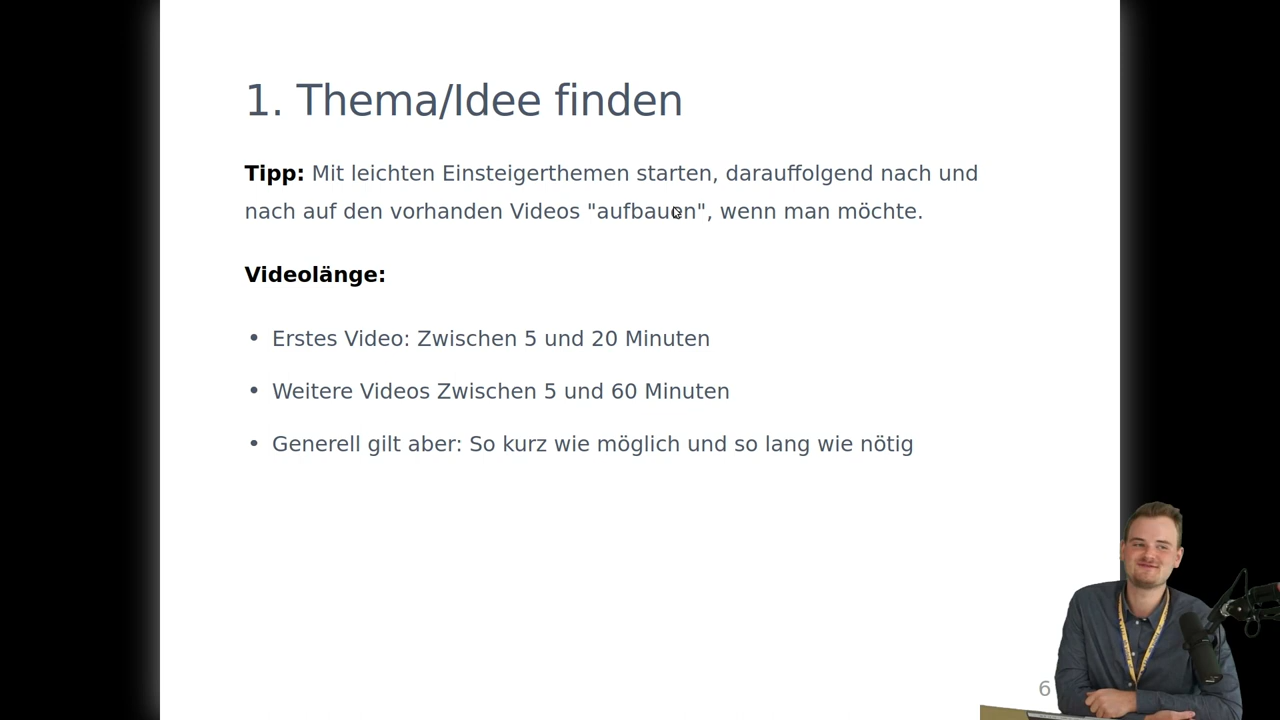 1. Thema/Idee finden
Tipp: Mit leichten Einsteigerthemen starten, darauffolgend nach und
nach auf den vorhanden Videos "aufbauen", wenn man möchte.
Videolänge:
• Erstes Video: Zwischen 5 und 20 Minuten
• Weitere Videos Zwischen 5 und 60 Minuten
• Generell gilt aber: So kurz wie möglich und so lang wie nötig
6